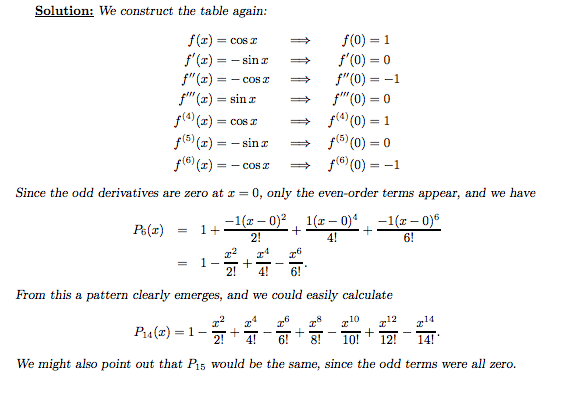 Solution: We construct the table again:
f(x) = cos x ⟹ f(0) = 1
f′(x) = − sin x ⟹ f′(0) = 0
f″(x) = − cos x ⟹ f″(0) = −1
f‴(x) = sin x ⟹ f‴(0) = 0
f⁽⁴⁾(x) = cos x ⟹ f⁽⁴⁾(0) = 1
f⁽⁵⁾(x) = − sin x ⟹ f⁽⁵⁾(0) = 0
f⁽⁶⁾(x) = − cos x ⟹ f⁽⁶⁾(0) = −1
Since the odd derivatives are zero at x = 0, only the even-order terms appear, and we have
P₆(x) = 1 + −1(x − 0)²/2! + 1(x − 0)⁴/4! + −1(x − 0)⁶/6!
= 1 − x²/2! + x⁴/4! − x⁶/6!.
From this a pattern clearly emerges, and we could easily calculate
P₁₄(x) = 1 − x²/2! + x⁴/4! − x⁶/6! + x⁸/8! − x¹⁰/10! + x¹²/12! − x¹⁴/14!.
We might also point out that P₁₅ would be the same, since the odd terms were all zero.